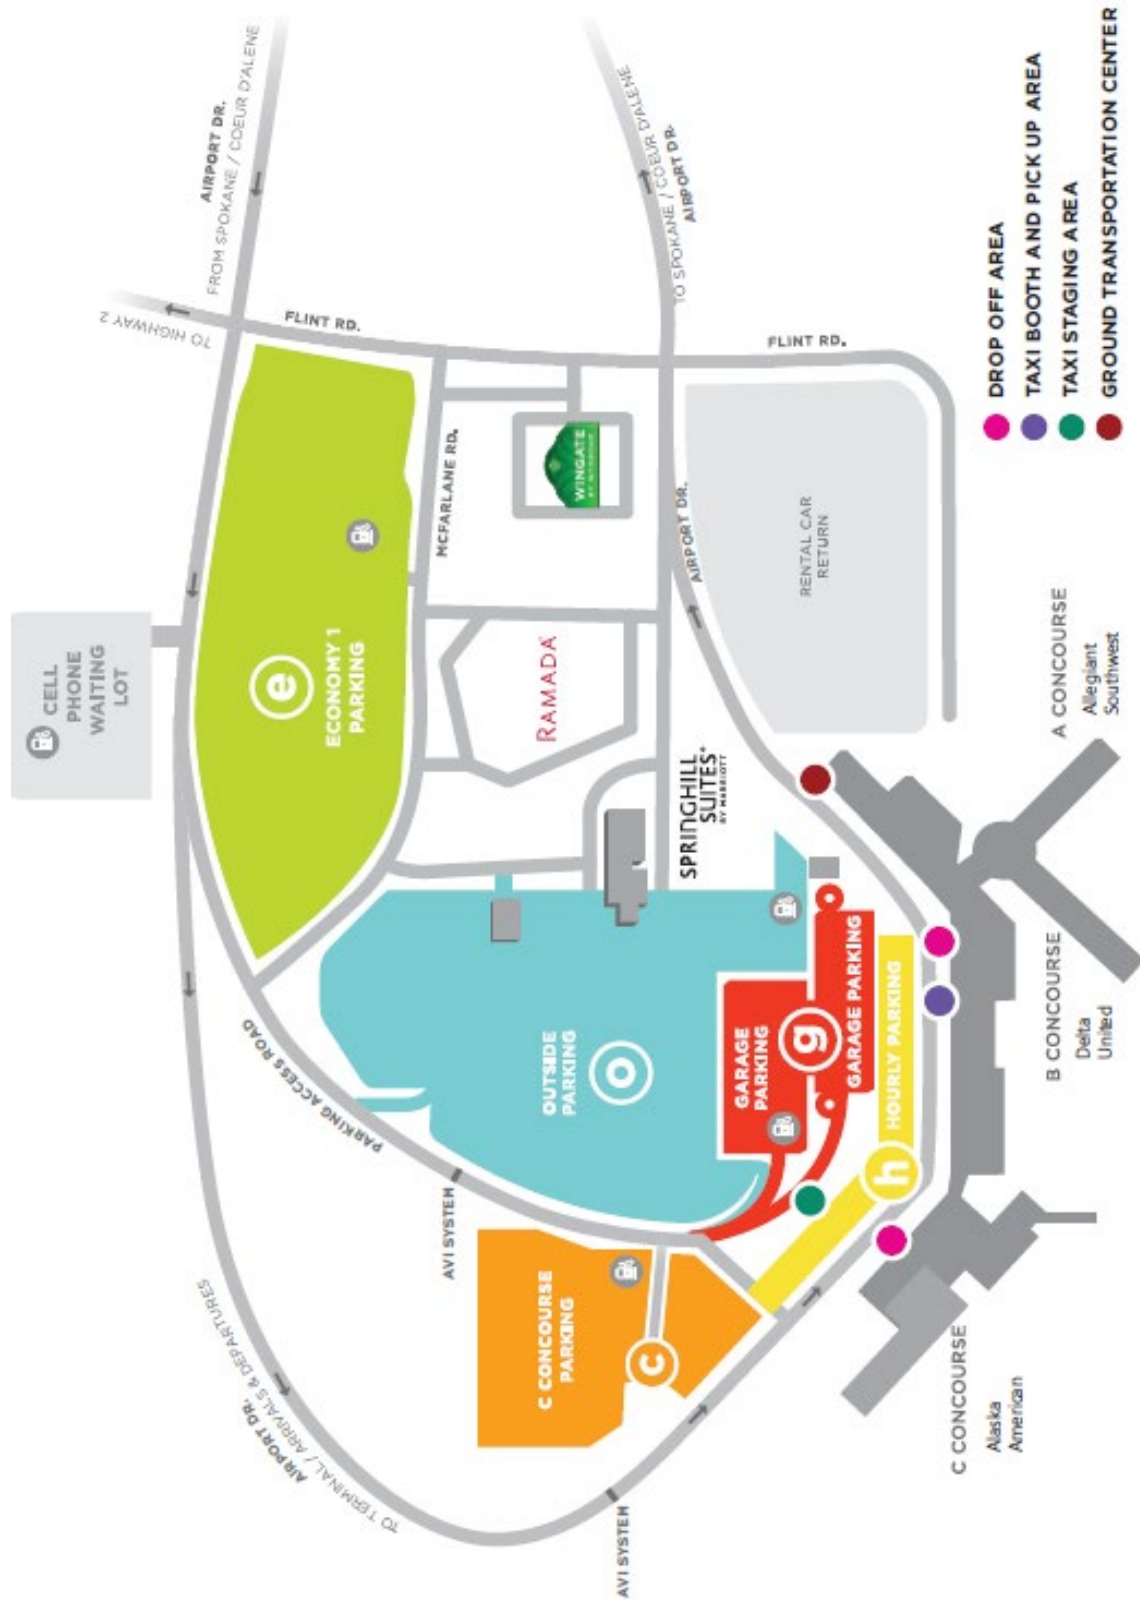 CELL
PHONE
WAITING
LOT
AIRPORT DR.
FROM SPOKANE / COEUR D'ALENE
TO HIGHWAY 2
FLINT RD.
e
ECONOMY 1
PARKING
MCFARLANE RD.
WINGATE
RAMADA
SPRINGHILL
SUITES
BY MARRIOTT
TO SPOKANE / COEUR D'ALENE
AIRPORT DR.
FLINT RD.
AIRPORT DR.
RENTAL CAR
RETURN
PARKING ACCESS ROAD
AVI SYSTEM
OUTSIDE
PARKING
o
GARAGE
PARKING
g
GARAGE PARKING
h
HOURLY PARKING
C CONCOURSE
PARKING
c
AIRPORT DR.
TO TERMINAL / ARRIVALS & DEPARTURES
AVI SYSTEM
C CONCOURSE
Alaska
American
B CONCOURSE
Delta
United
A CONCOURSE
Allegiant
Southwest
DROP OFF AREA
TAXI BOOTH AND PICK UP AREA
TAXI STAGING AREA
GROUND TRANSPORTATION CENTER